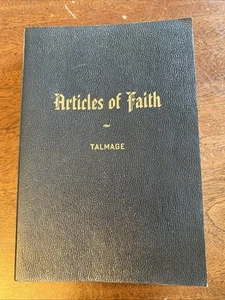 Articles of Faith
~
TALMAGE